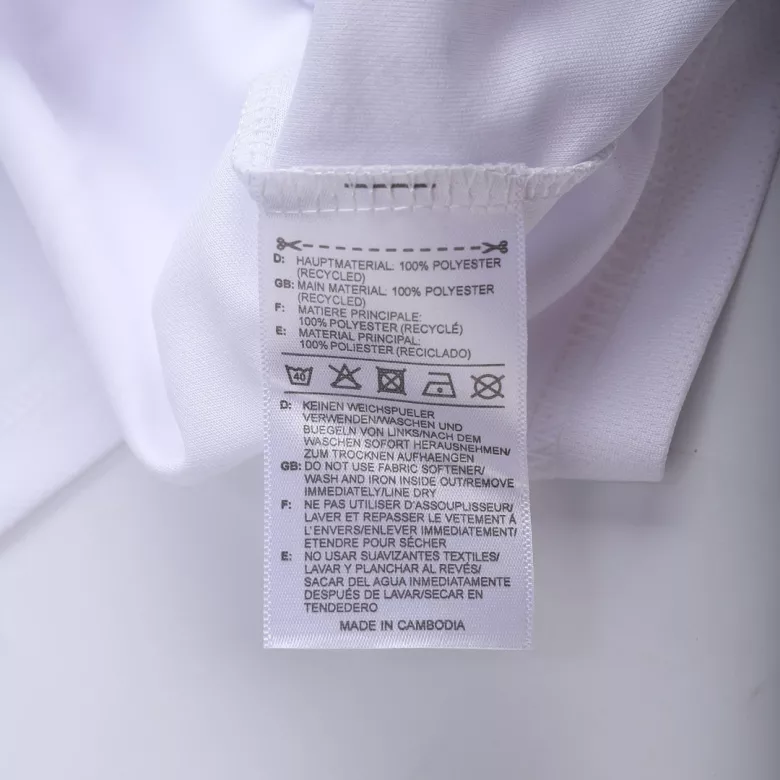 D: HAUPTMATERIAL: 100% POLYESTER
(RECYCLED)
GB: MAIN MATERIAL: 100% POLYESTER
(RECYCLED)
F: MATIERE PRINCIPALE:
100% POLYESTER (RECYCLÉ)
E: MATERIAL PRINCIPAL:
100% POLIESTER (RECICLADO)
40
D: KEINEN WEICHSPUELER
VERWENDEN/WASCHEN UND
BUEGELN VON LINKS/NACH DEM
WASCHEN SOFORT HERAUSNEHMEN/
ZUM TROCKNEN AUFHAENGEN
GB: DO NOT USE FABRIC SOFTENER/
WASH AND IRON INSIDE OUT/REMOVE
IMMEDIATELY/LINE DRY
F: NE PAS UTILISER D'ASSOUPLISSEUR/
LAVER ET REPASSER LE VETEMENT Á
L'ENVERS/ENLEVER IMMEDIATEMENT/
ETENDRE POUR SÉCHER
E: NO USAR SUAVIZANTES TEXTILES/
LAVAR Y PLANCHAR AL REVÉS/
SACAR DEL AGUA INMEDIATAMENTE
DESPUÉS DE LAVAR/SECAR EN
TENDEDERO
MADE IN CAMBODIA